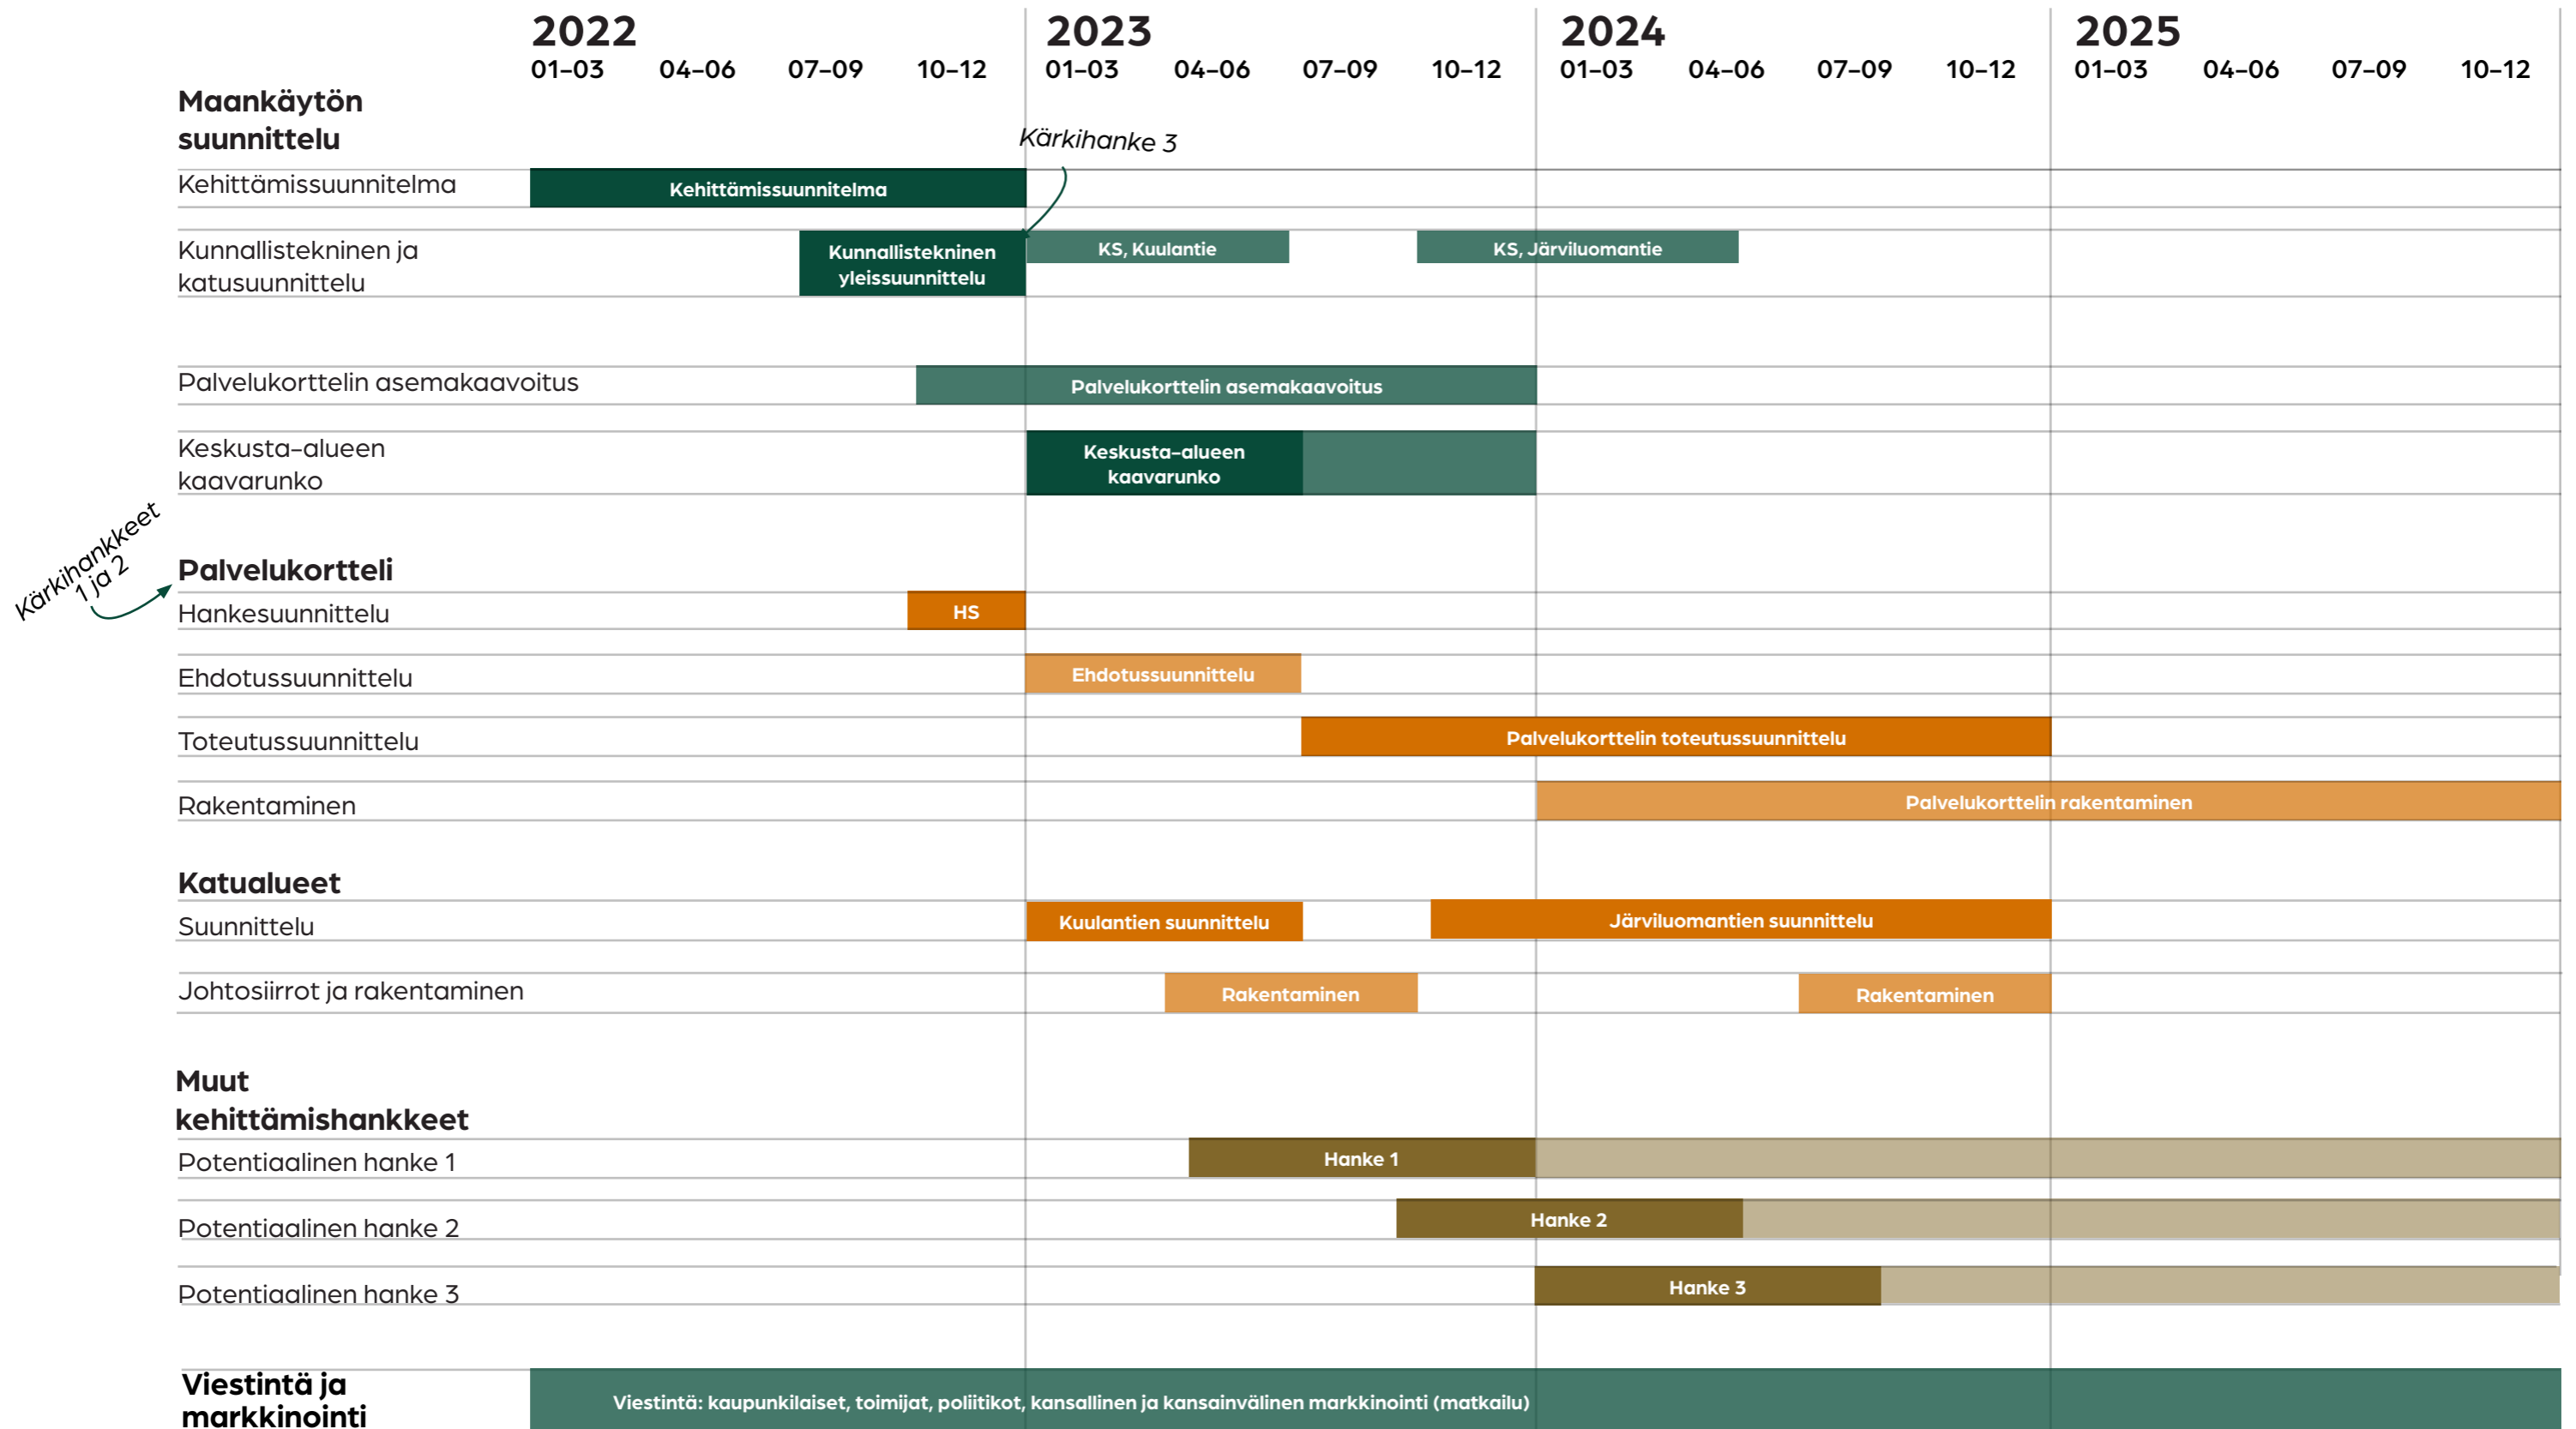 2022 2023 2024 2025
01–03 04–06 07–09 10–12 01–03 04–06 07–09 10–12 01–03 04–06 07–09 10–12 01–03 04–06 07–09 10–12
Maankäytön
suunnittelu
Kärkihanke 3
Kehittämissuunnitelma
Kehittämissuunnitelma
Kunnallistekninen ja
katusuunnittelu
Kunnallistekninen
yleissuunnittelu
KS, Kuulantie
KS, Järviluomantie
Palvelukorttelin asemakaavoitus
Palvelukorttelin asemakaavoitus
Keskusta-alueen
kaavarunko
Keskusta-alueen
kaavarunko
Kärkihankkeet
1 ja 2
Palvelukortteli
Hankesuunnittelu
HS
Ehdotussuunnittelu
Ehdotussuunnittelu
Toteutussuunnittelu
Palvelukorttelin toteutussuunnittelu
Rakentaminen
Palvelukorttelin rakentaminen
Katualueet
Suunnittelu
Kuulantien suunnittelu
Järviluomantien suunnittelu
Johtosiirrot ja rakentaminen
Rakentaminen
Rakentaminen
Muut
kehittämishankkeet
Potentiaalinen hanke 1
Hanke 1
Potentiaalinen hanke 2
Hanke 2
Potentiaalinen hanke 3
Hanke 3
Viestintä ja
markkinointi
Viestintä: kaupunkilaiset, toimijat, poliitikot, kansallinen ja kansainvälinen markkinointi (matkailu)